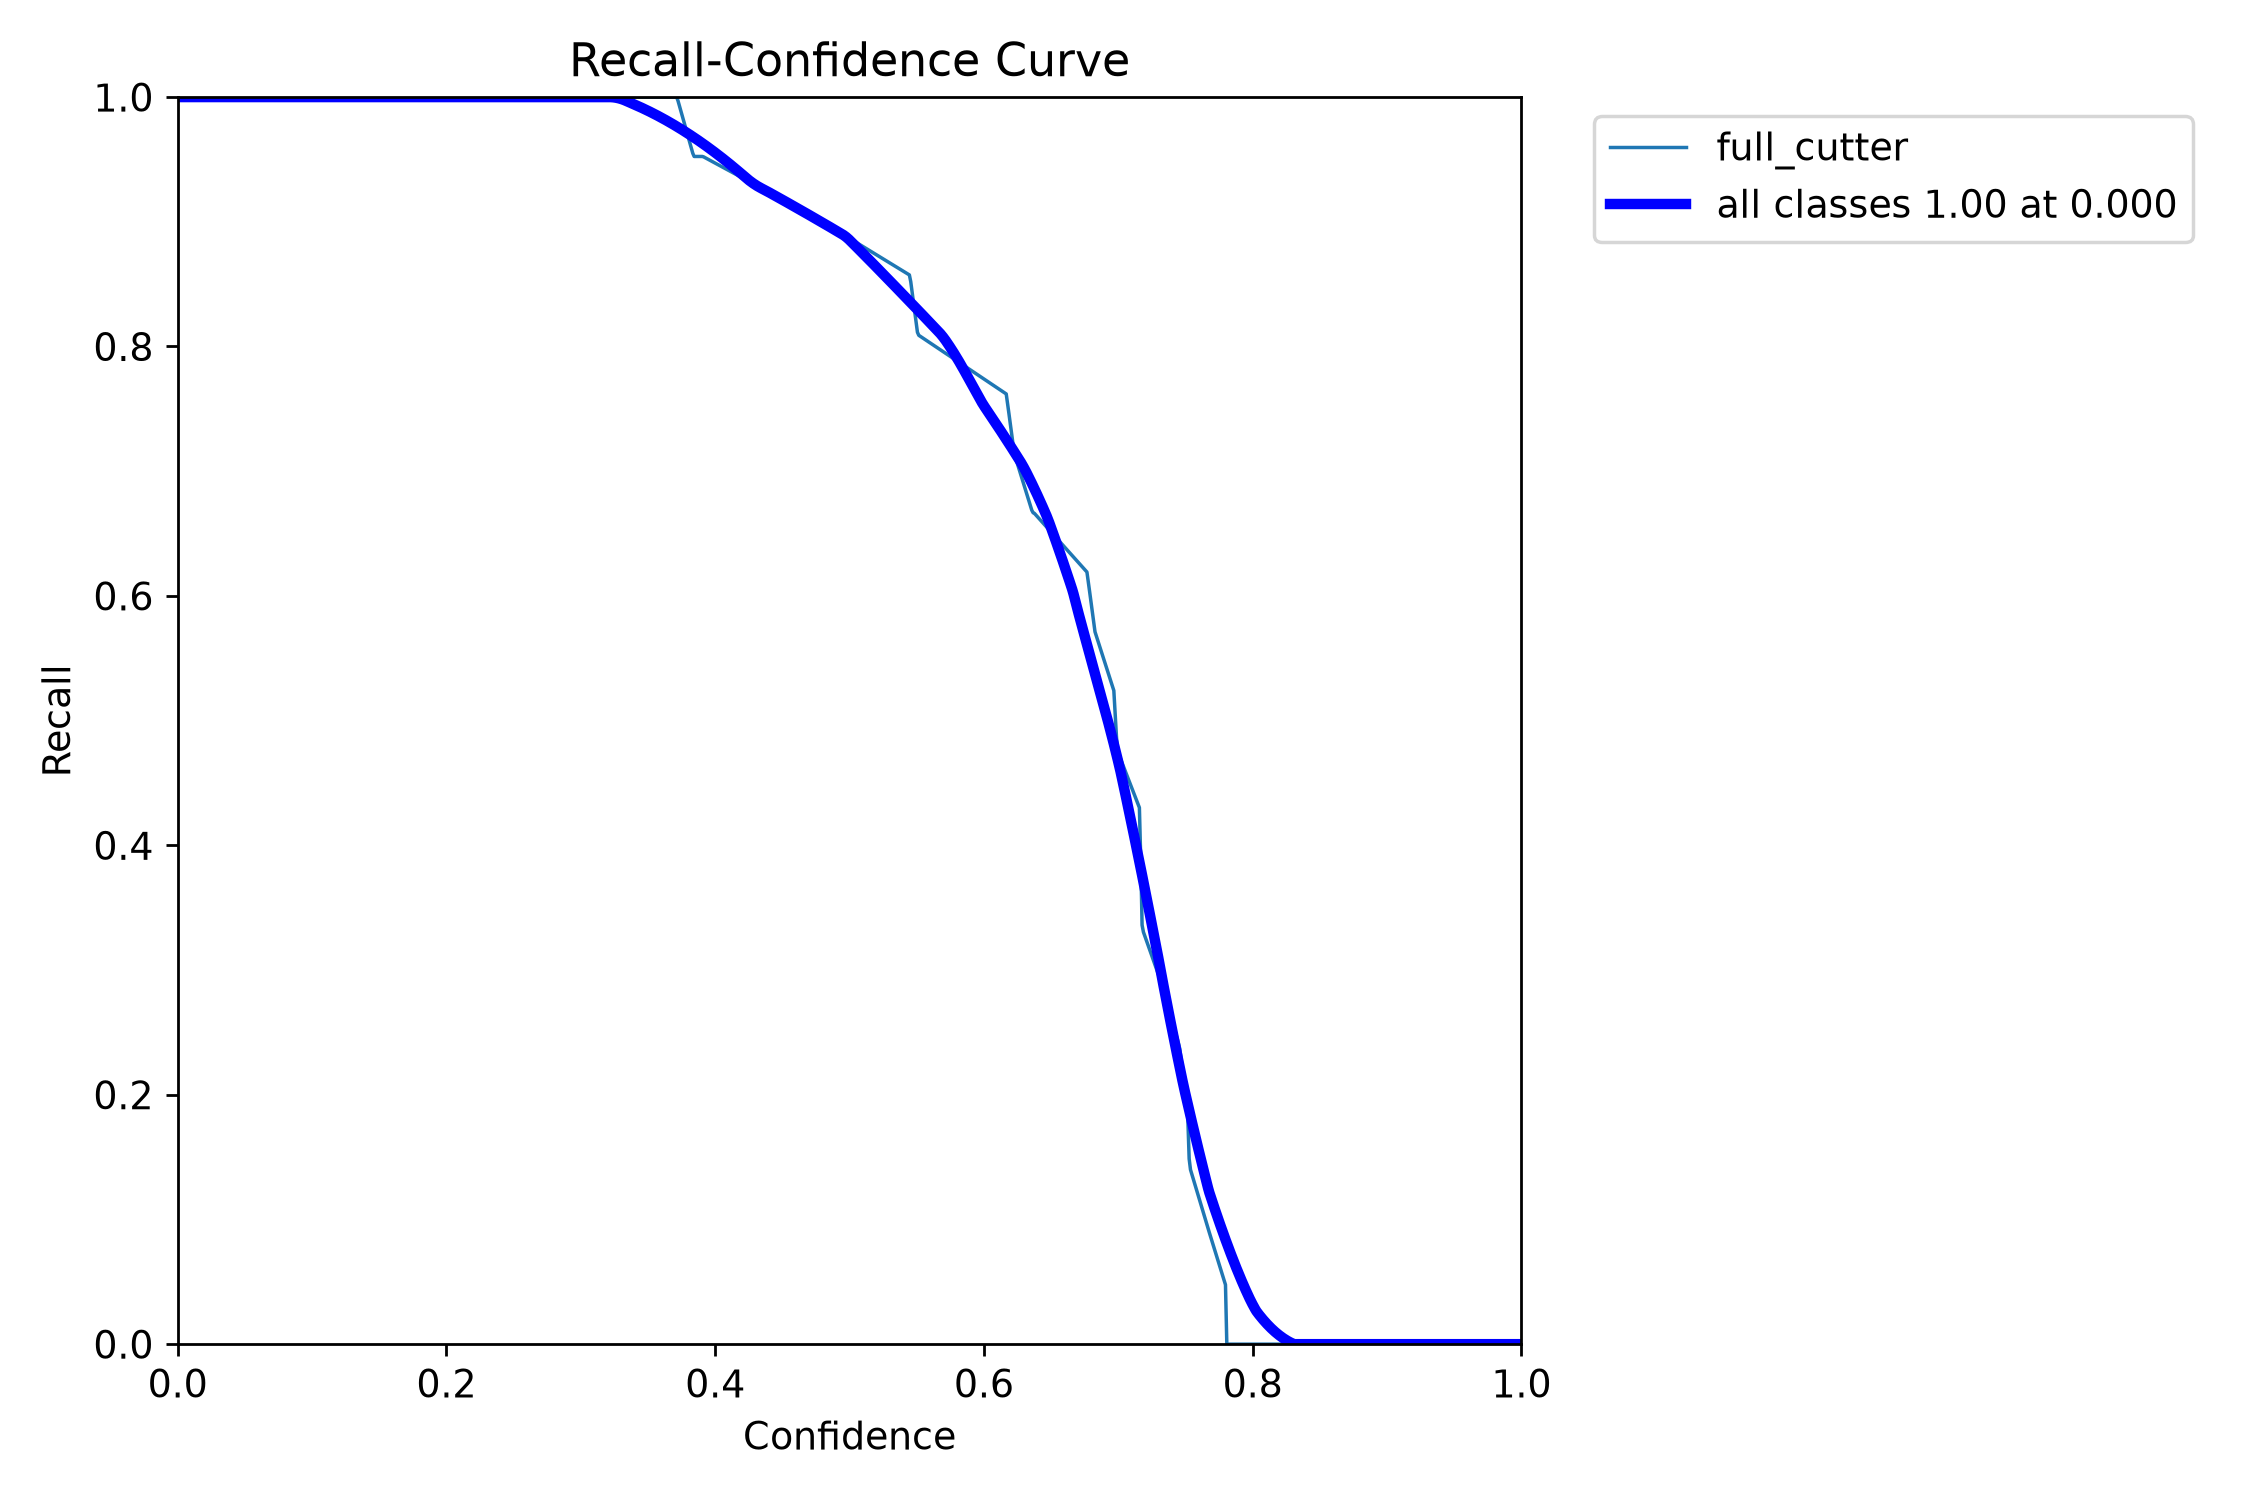 Recall-Confidence Curve
1.0
0.8
0.6
0.4
0.2
0.0
Recall
0.0 0.2 0.4 0.6 0.8 1.0
Confidence
full_cutter
all classes 1.00 at 0.000